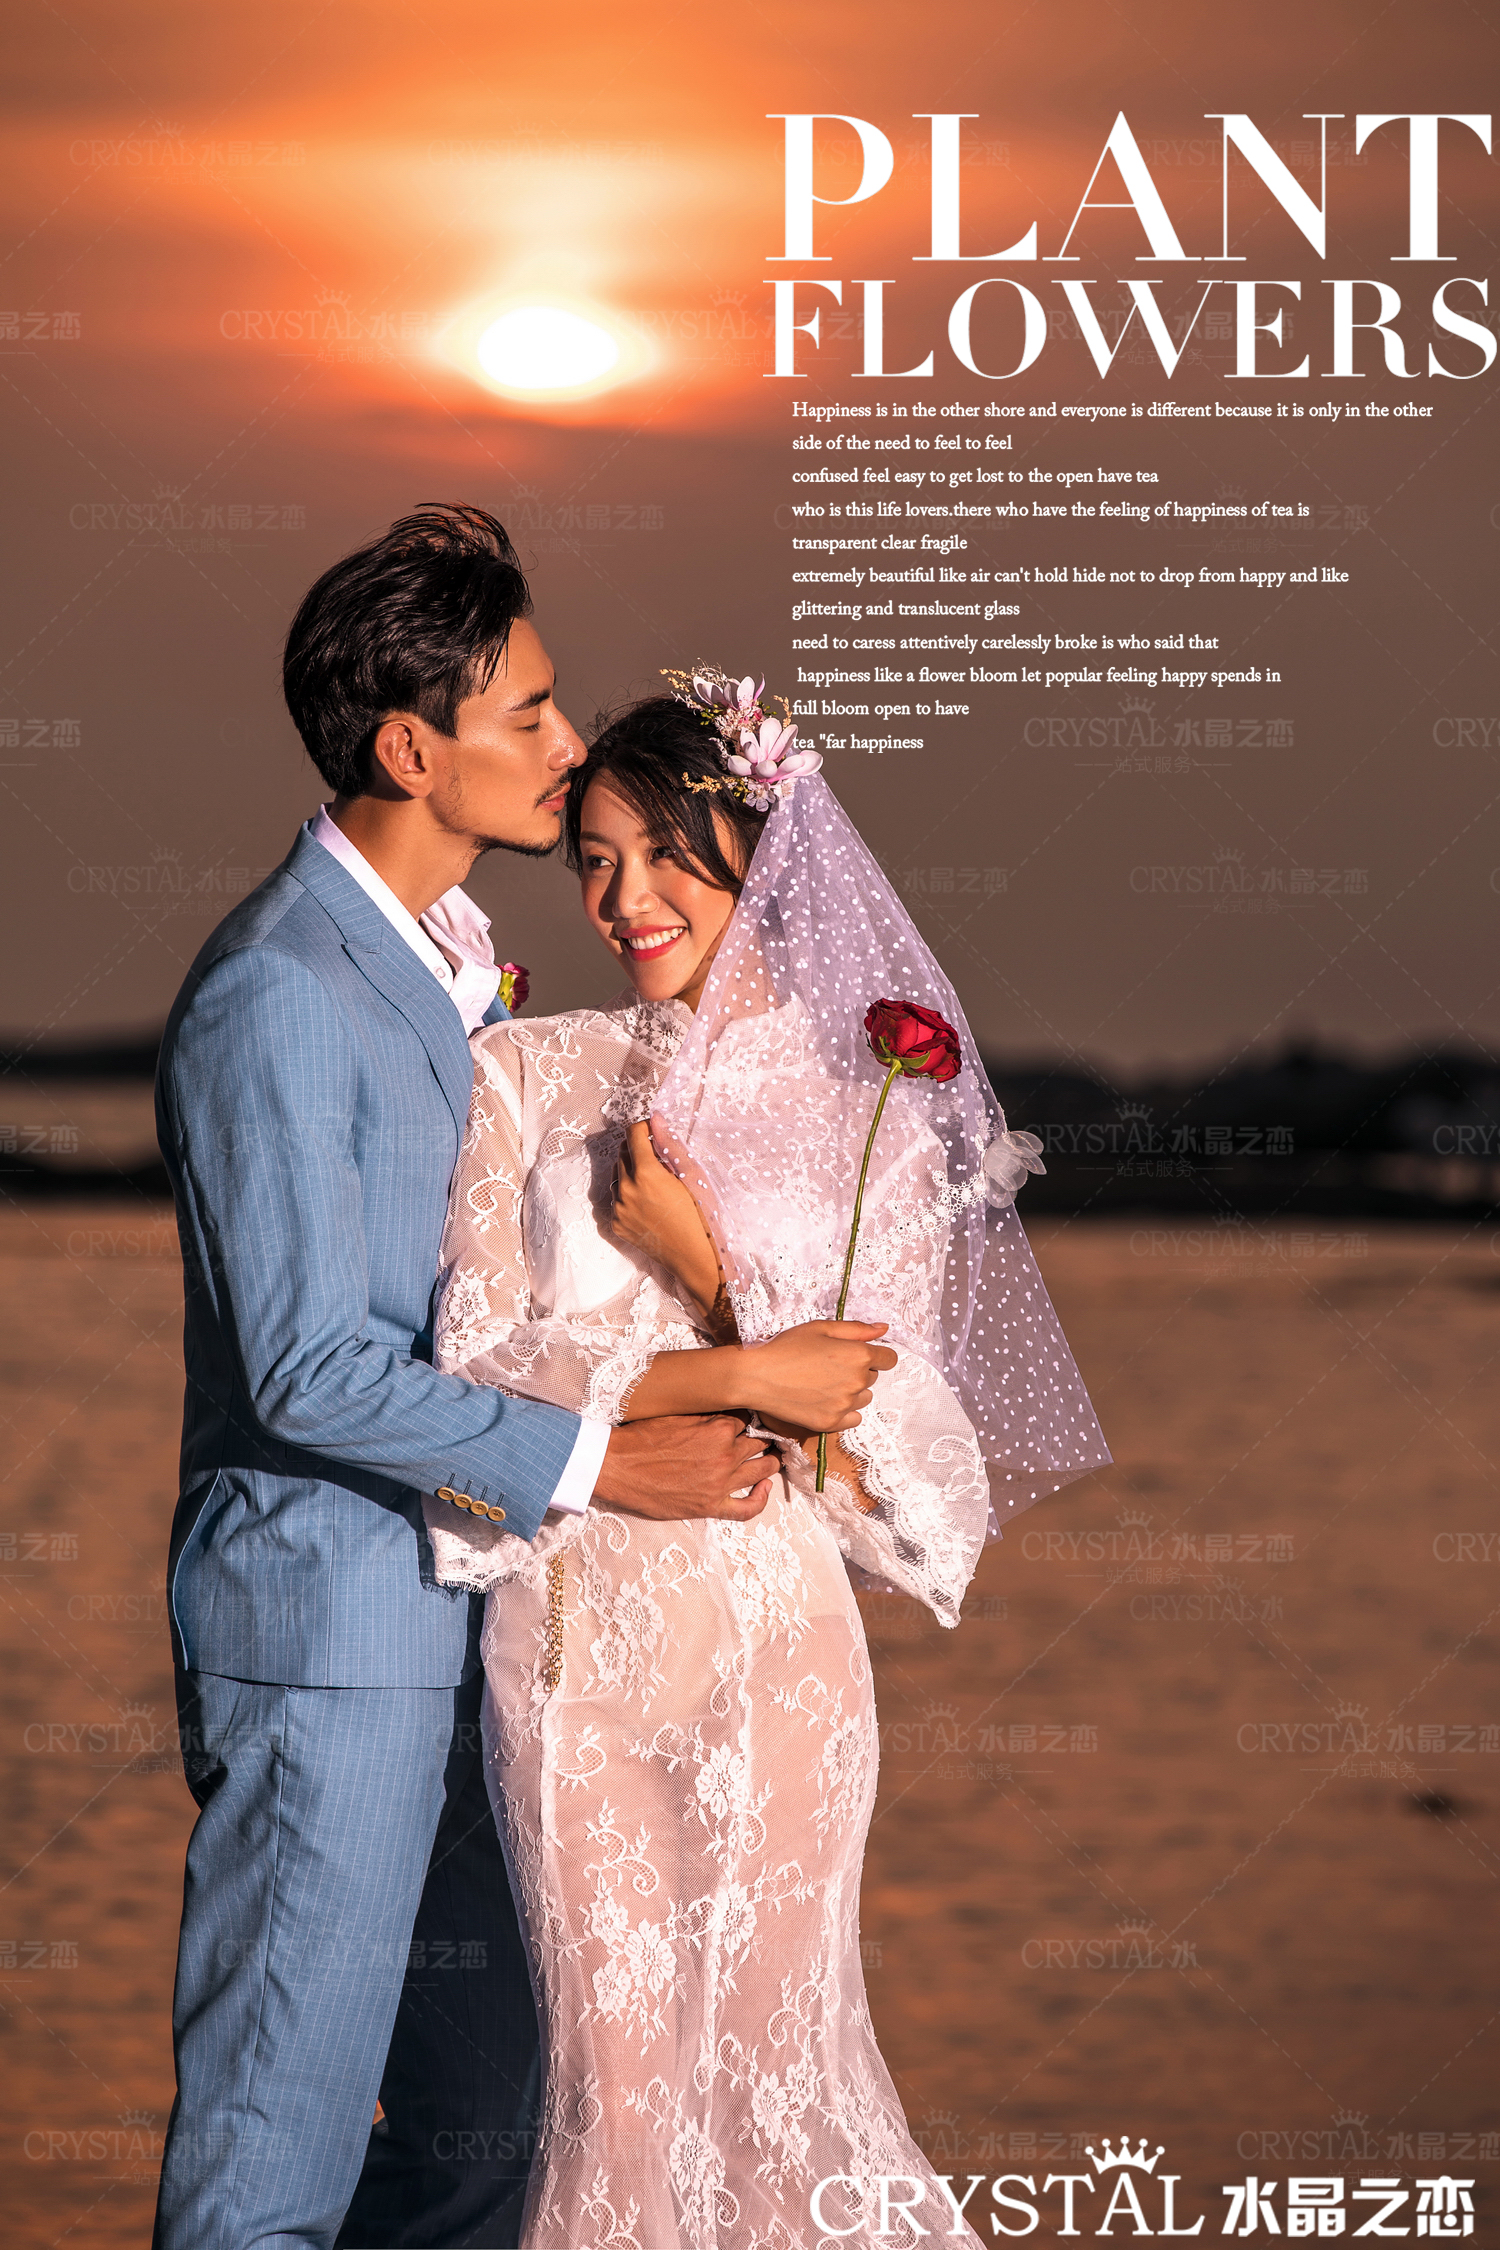 PLANT
FLOWERS
Happiness is in the other shore and everyone is different because it is only in the other
side of the need to feel to feel
confused feel easy to get lost to the open have tea
who is this life lovers.there who have the feeling of happiness of tea is
transparent clear fragile
extremely beautiful like air can't hold hide not to drop from happy and like
glittering and translucent glass
need to caress attentively carelessly broke is who said that
happiness like a flower bloom let popular feeling happy spends in
full bloom open to have
tea "far happiness
CRYSTAL 水晶之恋